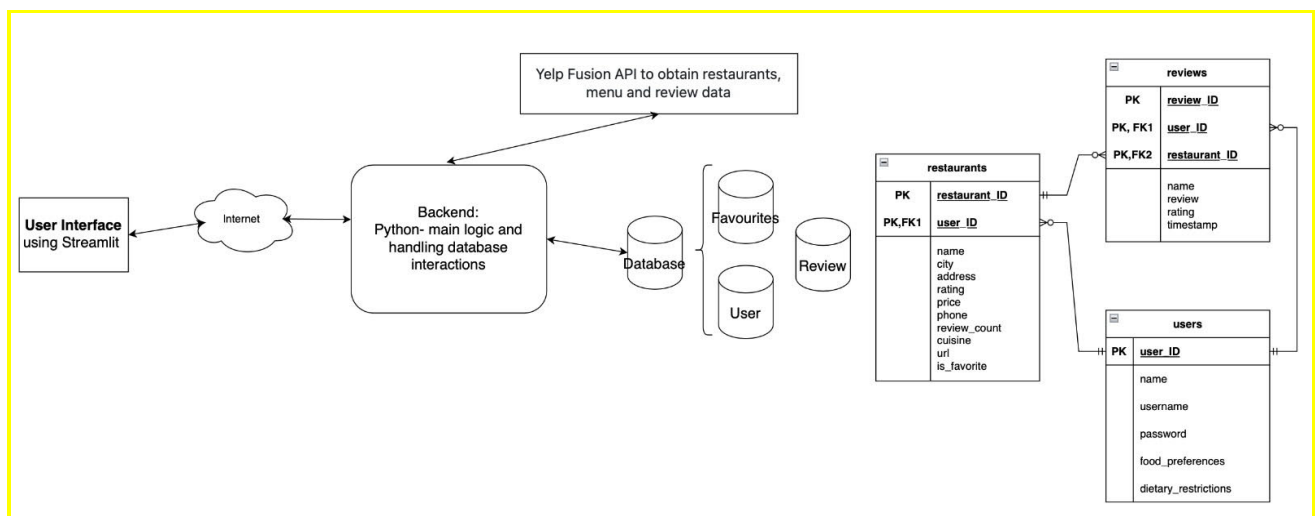 User Interface
using Streamlit
Internet
Yelp Fusion API to obtain restaurants,
menu and review data
Backend:
Python- main logic and
handling database
interactions
Database
Favourites
User
Review
restaurants
PK restaurant_ID
PK,FK1 user_ID
name
city
address
rating
price
phone
review_count
cuisine
url
is_favorite
reviews
PK review_ID
PK, FK1 user_ID
PK,FK2 restaurant_ID
name
review
rating
timestamp
users
PK user_ID
name
username
password
food_preferences
dietary_restrictions